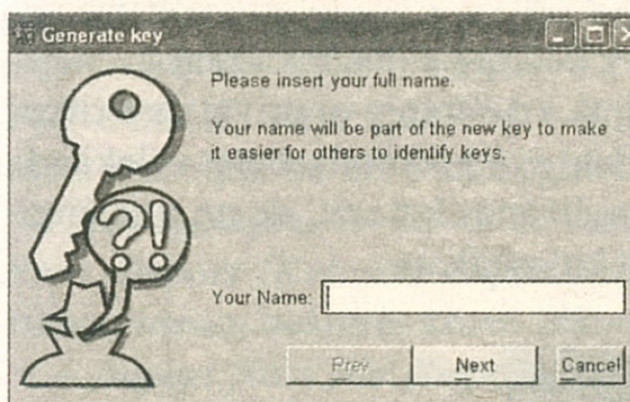 Generate key
Please insert your full name.
Your name will be part of the new key to make
it easier for others to identify keys.
?!
Your Name:
Prev Next Cancel